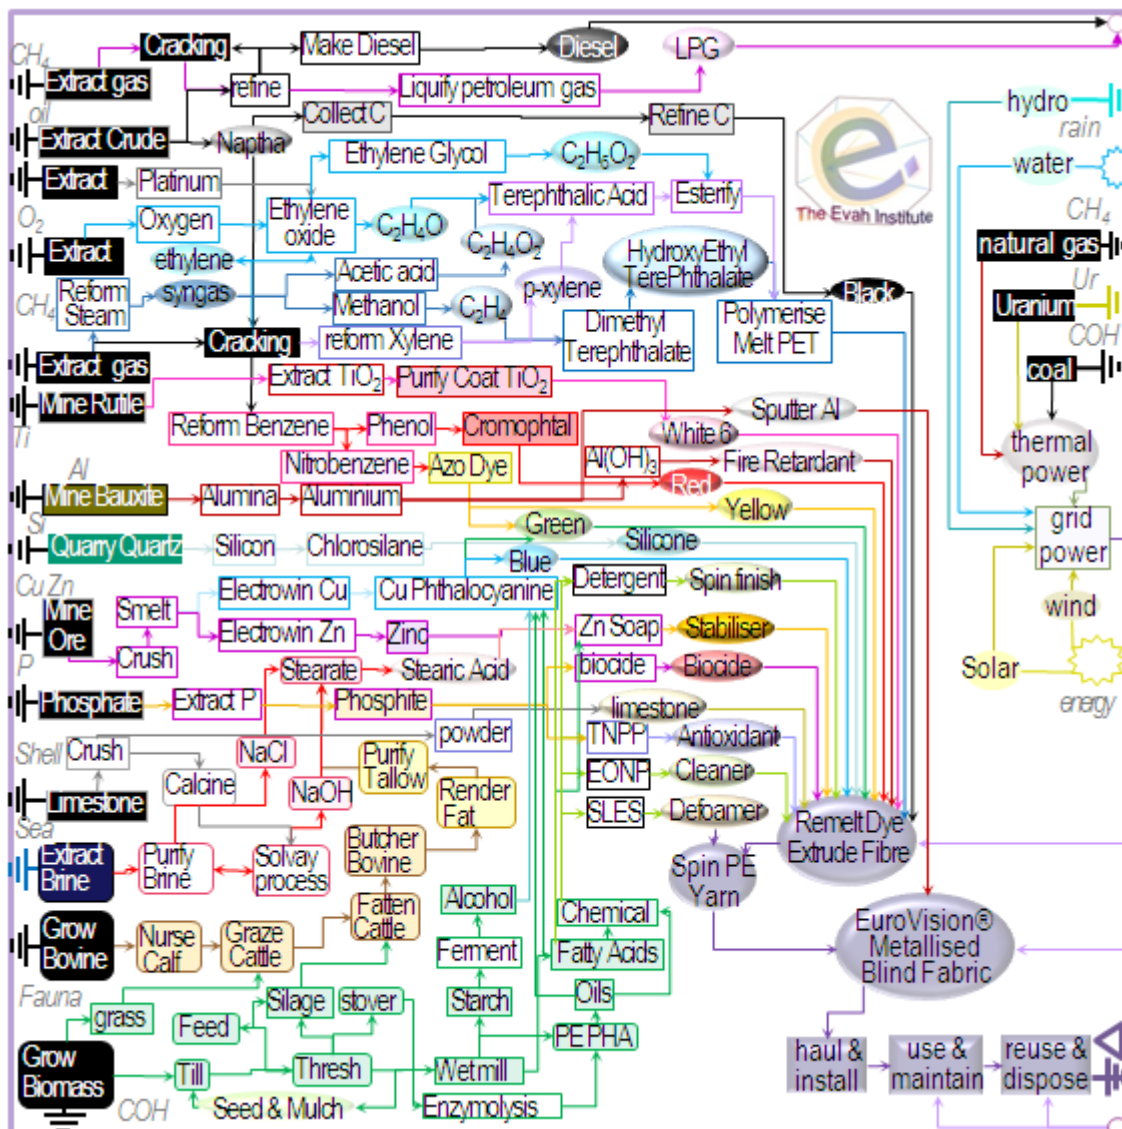 CH4
Cracking
Make Diesel
Diesel
LPG
Extract gas
refine
Liquify petroleum gas
oil
Collect C
Refine C
Extract Crude
Naptha
Ethylene Glycol
C2H6O2
Extract
Platinum
Terephthalic Acid
Esterify
O2
Oxygen
Ethylene
oxide
C2H4O
C2H4O2
Extract
ethylene
Acetic acid
HydroxyEthyl
TerePhthalate
CH4
Reform
Steam
syngas
Methanol
C2H4
p-xylene
Black
Cracking
reform Xylene
Dimethyl
Terephthalate
Polymerise
Melt PET
Extract gas
Extract TiO2
Purify Coat TiO2
Mine Rutile
Ti
Reform Benzene
Phenol
Cromophtal
White 6
Sputter Al
Nitrobenzene
Azo Dye
Al(OH)3
Fire Retardant
Al
Mine Bauxite
Alumina
Aluminium
Red
Yellow
Si
Quarry Quartz
Silicon
Chlorosilane
Green
Silicone
Blue
Cu Zn
Electrowin Cu
Cu Phthalocyanine
Detergent
Spin finish
Mine
Ore
Smelt
Electrowin Zn
Zinc
Zn Soap
Stabiliser
P
Crush
Stearate
Stearic Acid
biocide
Biocide
Phosphate
Extract P
Phosphite
limestone
powder
TNPP
Antioxidant
Shell
Crush
NaCl
Purify
Tallow
Calcine
NaOH
Render
Fat
EONP
Cleaner
Limestone
SLES
Defoamer
Sea
Extract
Brine
Purify
Brine
Solvay
process
Butcher
Bovine
Remelt Dye
Extrude Fibre
Spin PE
Yarn
Alcohol
Chemical
Grow
Bovine
Nurse
Calf
Graze
Cattle
Fatten
Cattle
Ferment
Fatty Acids
EuroVision®
Metallised
Blind Fabric
Fauna
grass
Silage
stover
Starch
Oils
Feed
PE PHA
Grow
Biomass
Till
Thresh
Wetmill
COH
Seed & Mulch
Enzymolysis
haul &
install
use &
maintain
reuse &
dispose
The Evah Institute
hydro
rain
water
CH4
natural gas
Ur
Uranium
COH
coal
thermal
power
grid
power
wind
Solar
energy